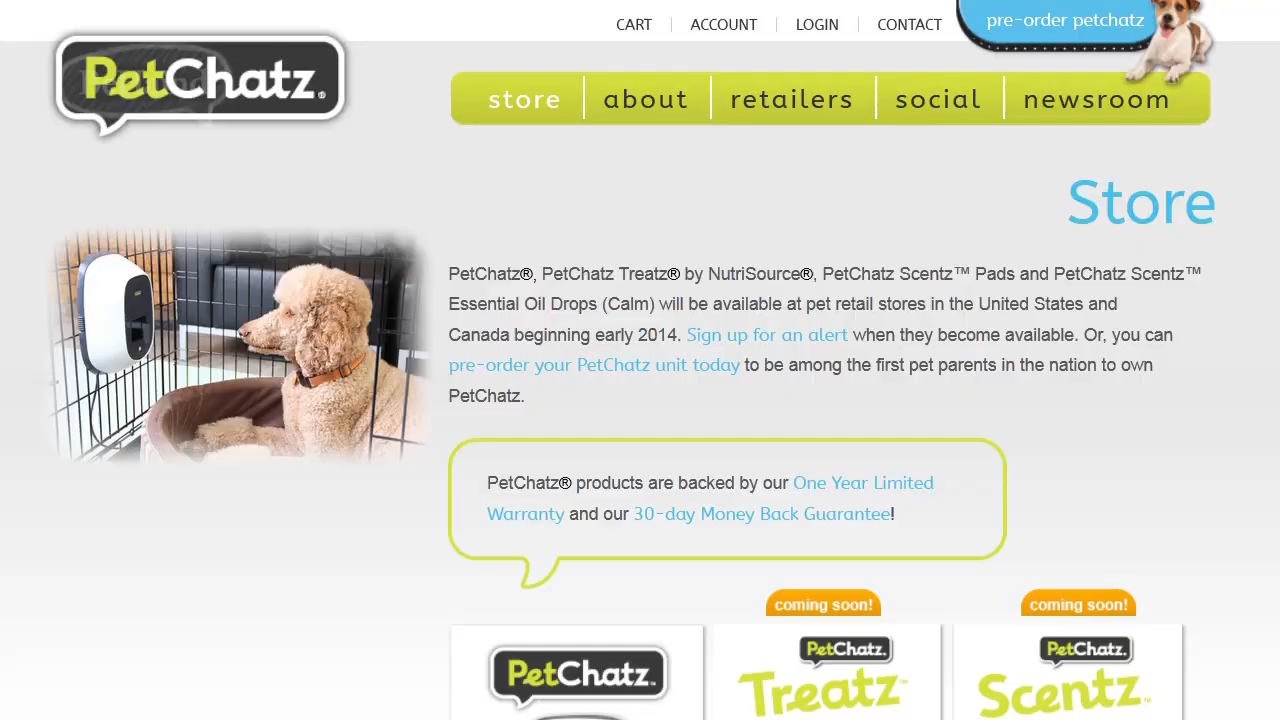 CART ACCOUNT LOGIN CONTACT pre-order petchatz
PetChatz®
store about retailers social newsroom
Store
PetChatz®, PetChatz Treatz® by NutriSource®, PetChatz Scentz™ Pads and PetChatz Scentz™
Essential Oil Drops (Calm) will be available at pet retail stores in the United States and
Canada beginning early 2014. Sign up for an alert when they become available. Or, you can
pre-order your PetChatz unit today to be among the first pet parents in the nation to own
PetChatz.
PetChatz® products are backed by our One Year Limited
Warranty and our 30-day Money Back Guarantee!
coming soon! coming soon!
PetChatz™ PetChatz. PetChatz.
Treatz™ Scentz™